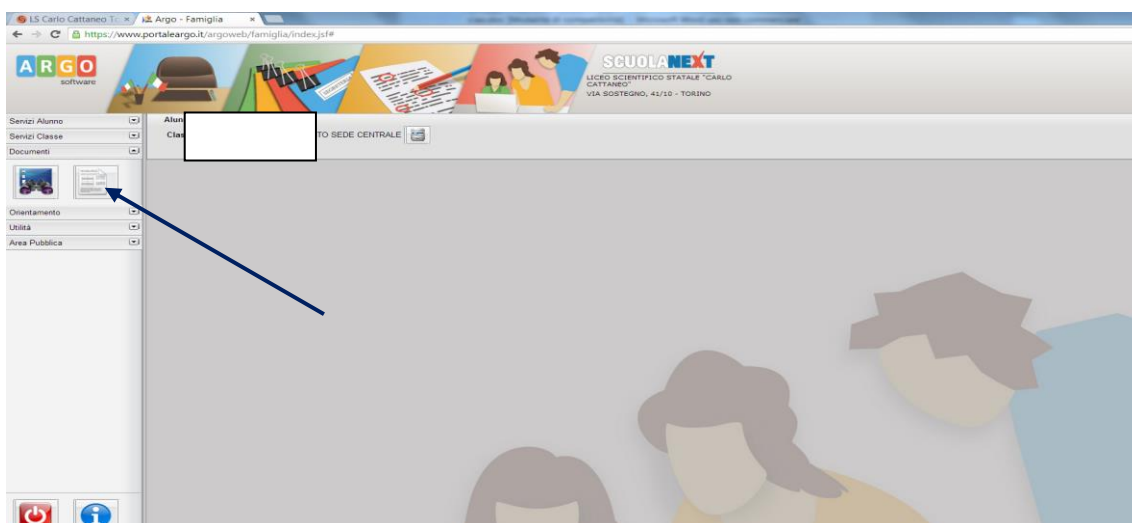 LS Carlo Cattaneo To
Argo - Famiglia
https://www.portaleargo.it/argoweb/famiglia/index.jsf#
ARGO
software
SCUOLANEXT
LICEO SCIENTIFICO STATALE "CARLO
CATTANEO"
VIA SOSTEGNO, 41/10 - TORINO
Servizi Alunno
Servizi Classe
Documenti
Orientamento
Utilità
Area Pubblica
Alun
Clas
TO SEDE CENTRALE